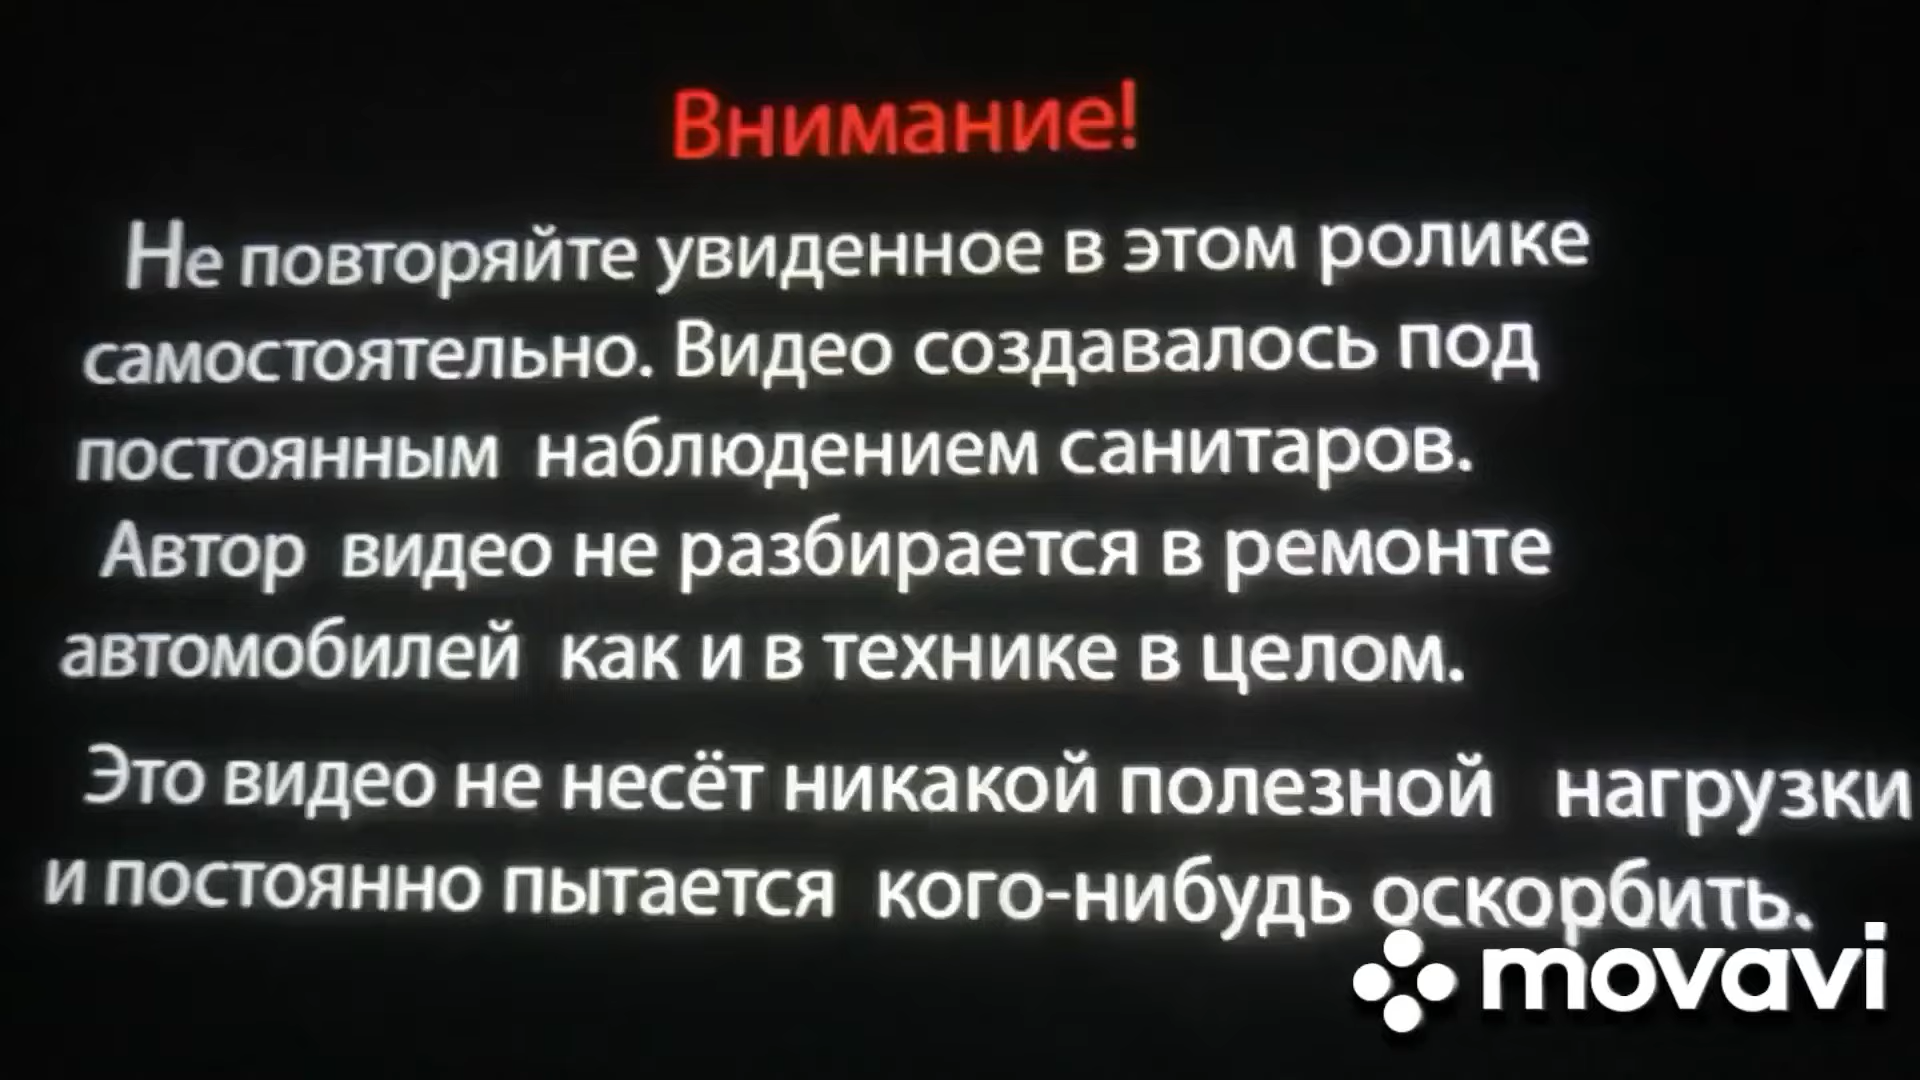 Внимание!
Не повторяйте увиденное в этом ролике
самостоятельно. Видео создавалось под
постоянным наблюдением санитаров.
Автор видео не разбирается в ремонте
автомобилей как и в технике в целом.
Это видео не несёт никакой полезной нагрузки
и постоянно пытается кого-нибудь оскорбить.
movavi